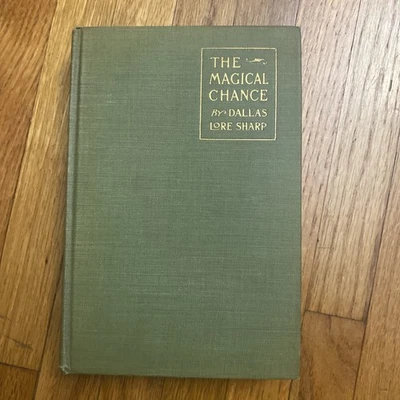 THE
MAGICAL
CHANCE
BY DALLAS
LORE SHARP